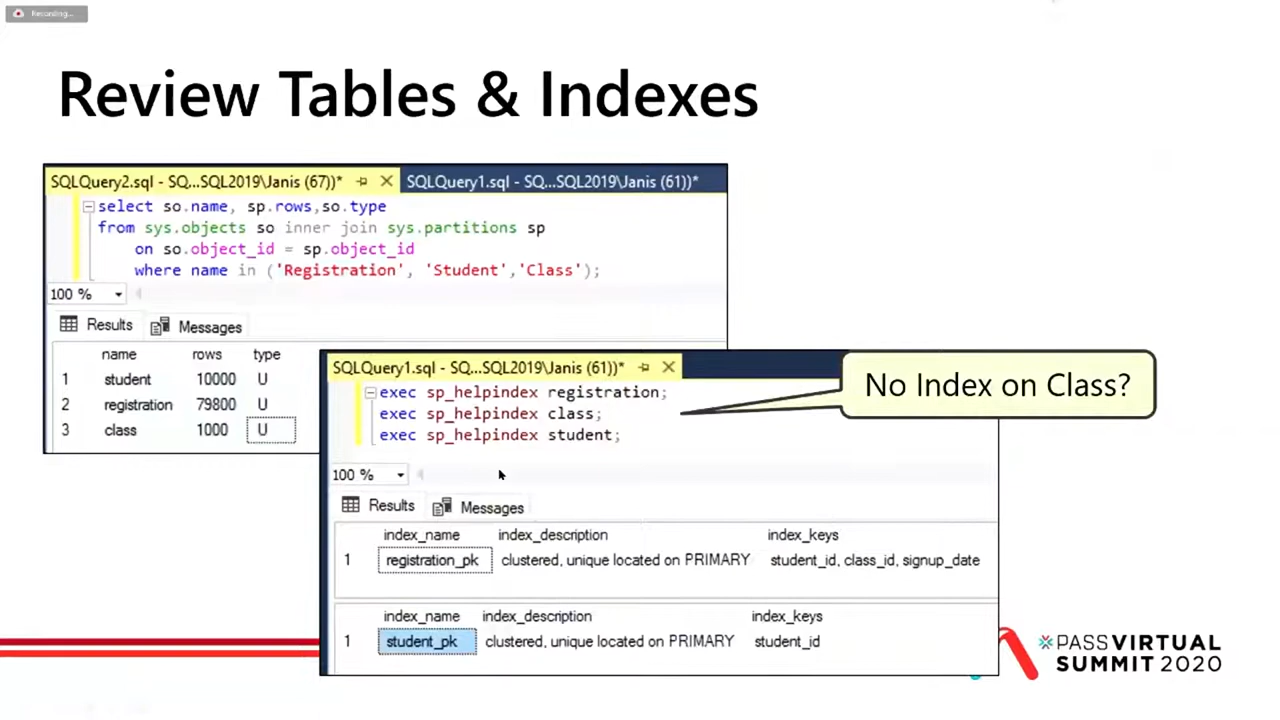 Recording...
Review Tables & Indexes
SQLQuery2.sql - SQ...SQL2019\Janis (67))*
SQLQuery1.sql - SQ...SQL2019\Janis (61))*
select so.name, sp.rows,so.type
from sys.objects so inner join sys.partitions sp
on so.object_id = sp.object_id
where name in ('Registration', 'Student','Class');
100 %
Results Messages
name rows type
1 student 10000 U
2 registration 79800 U
3 class 1000 U
SQLQuery1.sql - SQ...SQL2019\Janis (61))*
No Index on Class?
exec sp_helpindex registration;
exec sp_helpindex class;
exec sp_helpindex student;
100 %
Results Messages
index_name index_description index_keys
1 registration_pk clustered, unique located on PRIMARY student_id, class_id, signup_date
index_name index_description index_keys
1 student_pk clustered, unique located on PRIMARY student_id
PASS VIRTUAL
SUMMIT 2020